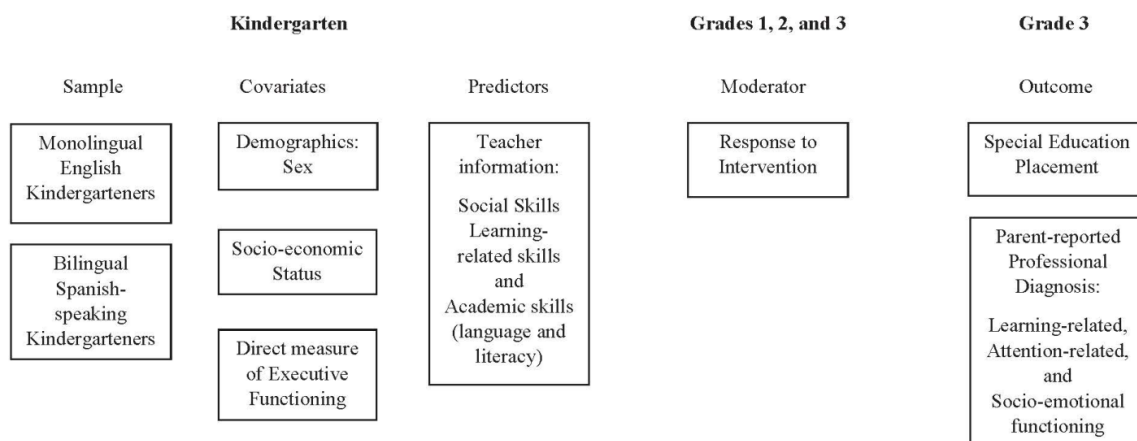 Kindergarten
Grades 1, 2, and 3
Grade 3
Sample
Covariates
Predictors
Moderator
Outcome
Monolingual
English
Kindergarteners
Bilingual
Spanish-
speaking
Kindergarteners
Demographics:
Sex
Socio-economic
Status
Direct measure
of Executive
Functioning
Teacher
information:
Social Skills
Learning-
related skills
and
Academic skills
(language and
literacy)
Response to
Intervention
Special Education
Placement
Parent-reported
Professional
Diagnosis:
Learning-related,
Attention-related,
and
Socio-emotional
functioning